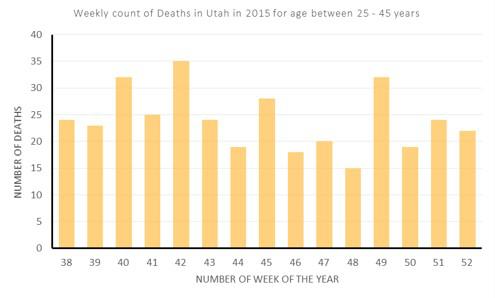 Weekly count of Deaths in Utah in 2015 for age between 25 - 45 years
40
35
30
25
20
15
10
5
0
NUMBER OF DEATHS
38 39 40 41 42 43 44 45 46 47 48 49 50 51 52
NUMBER OF WEEK OF THE YEAR